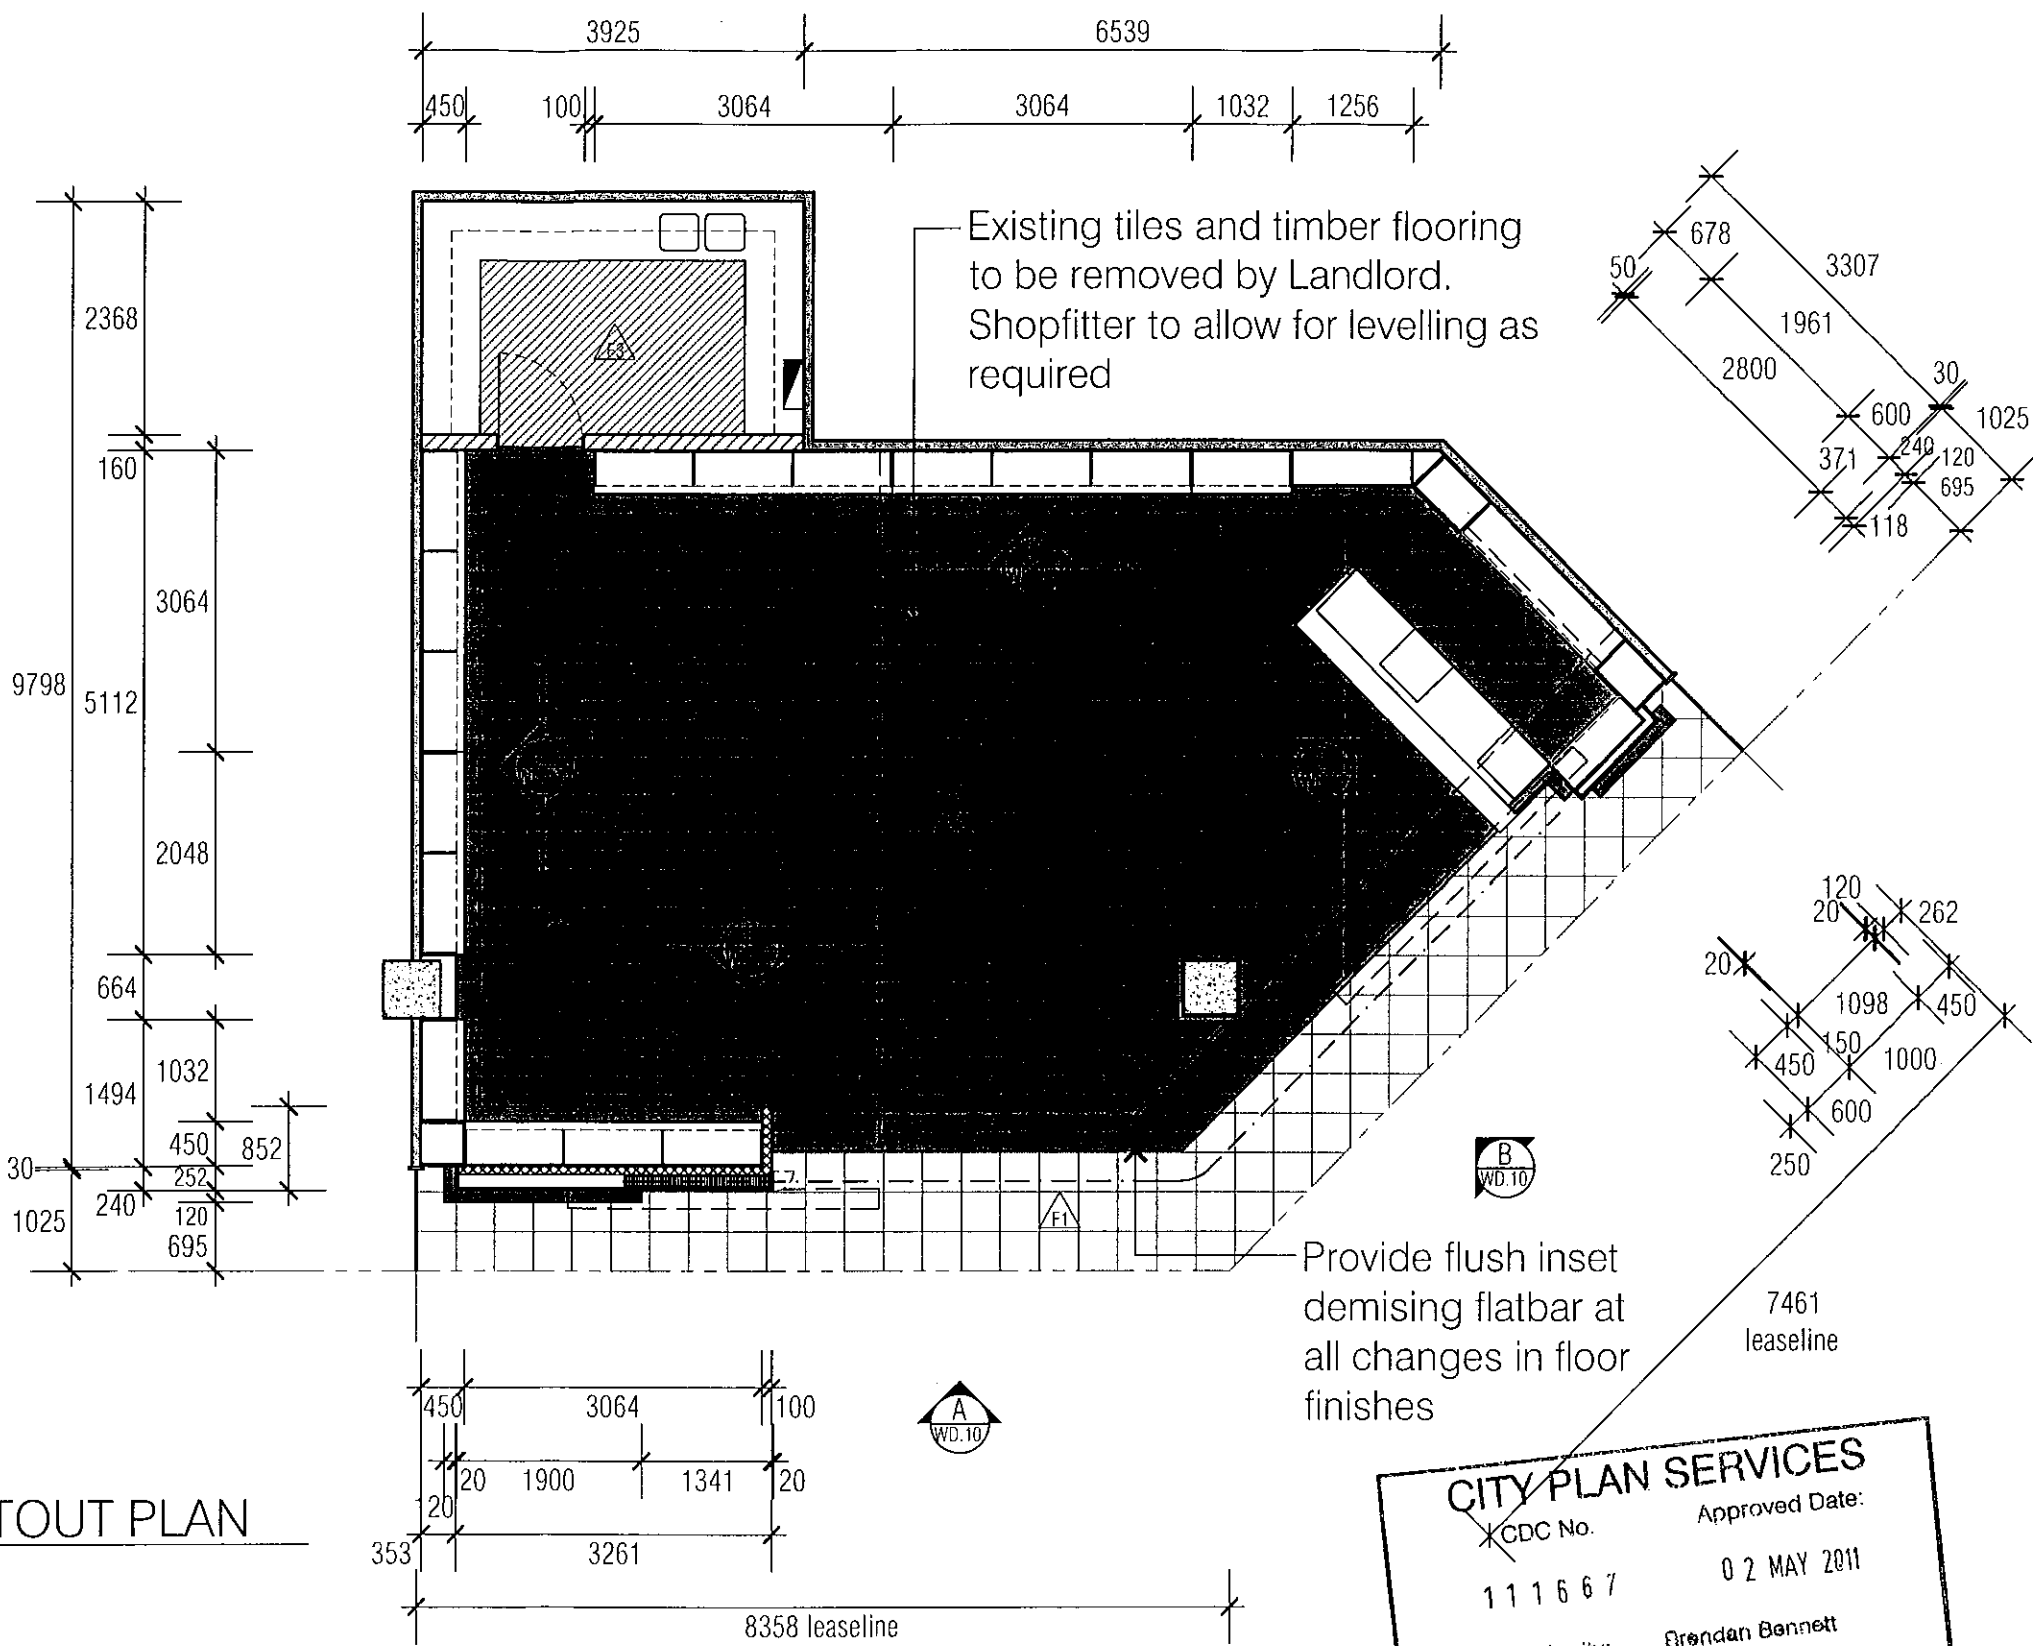 3925
6539
450
100
3064
3064
1032
1256
Existing tiles and timber flooring
to be removed by Landlord.
Shopfitter to allow for levelling as
required
678
50
3307
1961
2800
30
600
1025
240
371
120
695
118
2368
160
F3
3064
9798
5112
2048
664
1032
1494
450
852
30
252
240
120
1025
695
120
20
262
20
1098
450
150
450
1000
600
250
B
WD.10
F1
Provide flush inset
demising flatbar at
all changes in floor
finishes
7461
leaseline
450
3064
100
A
WD.10
20
1900
1341
20
120
TOUT PLAN
353
3261
8358 leaseline
CITY PLAN SERVICES
CDC No.
Approved Date:
111667
02 MAY 2011
Brendan Bennett